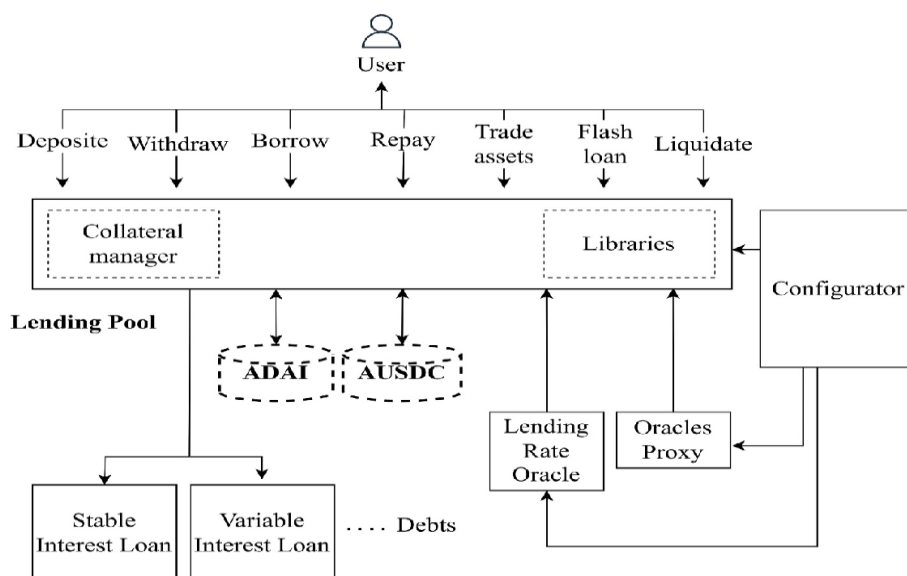 User
Deposite
Withdraw
Borrow
Repay
Trade
assets
Flash
loan
Liquidate
Collateral
manager
Libraries
Configurator
Lending Pool
ADAI
AUSDC
Lending
Rate
Oracle
Oracles
Proxy
Stable
Interest Loan
Variable
Interest Loan
.... Debts